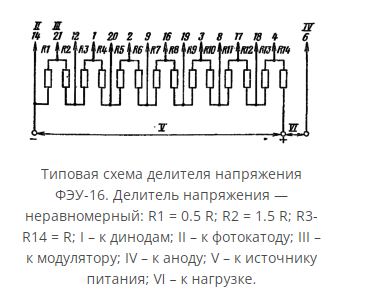 II III IV
14 21 12 1 20 2 9 16 19 3 8 17 18 4 6
R1 R2 R3 R4 R5 R6 R7 R8 R9 R10 R11 R12 R13 R14
V VI
- - +
Типовая схема делителя напряжения
ФЭУ-16. Делитель напряжения —
неравномерный: R1 = 0.5 R; R2 = 1.5 R; R3-
R14 = R; I – к динодам; II – к фотокатоду; III –
к модулятору; IV – к аноду; V – к источнику
питания; VI – к нагрузке.